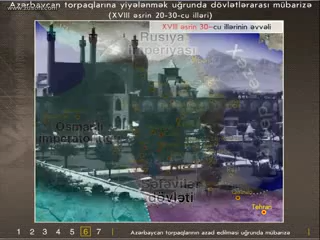 Azərbaycan torpaqlarına yiyələnmək uğrunda dövlətlərarası mübarizə
(XVIII əsrin 20-30-cu illəri)
XVIII əsrin 30-cu illərinin əvvəli
Rusiya
imperiyası
Xəzər
Osmanlı
Səfəvilər
dövləti
Tehran
1 2 3 4 5 6 7
Azərbaycan torpaqlarının azad edilməsi uğrunda mübarizə